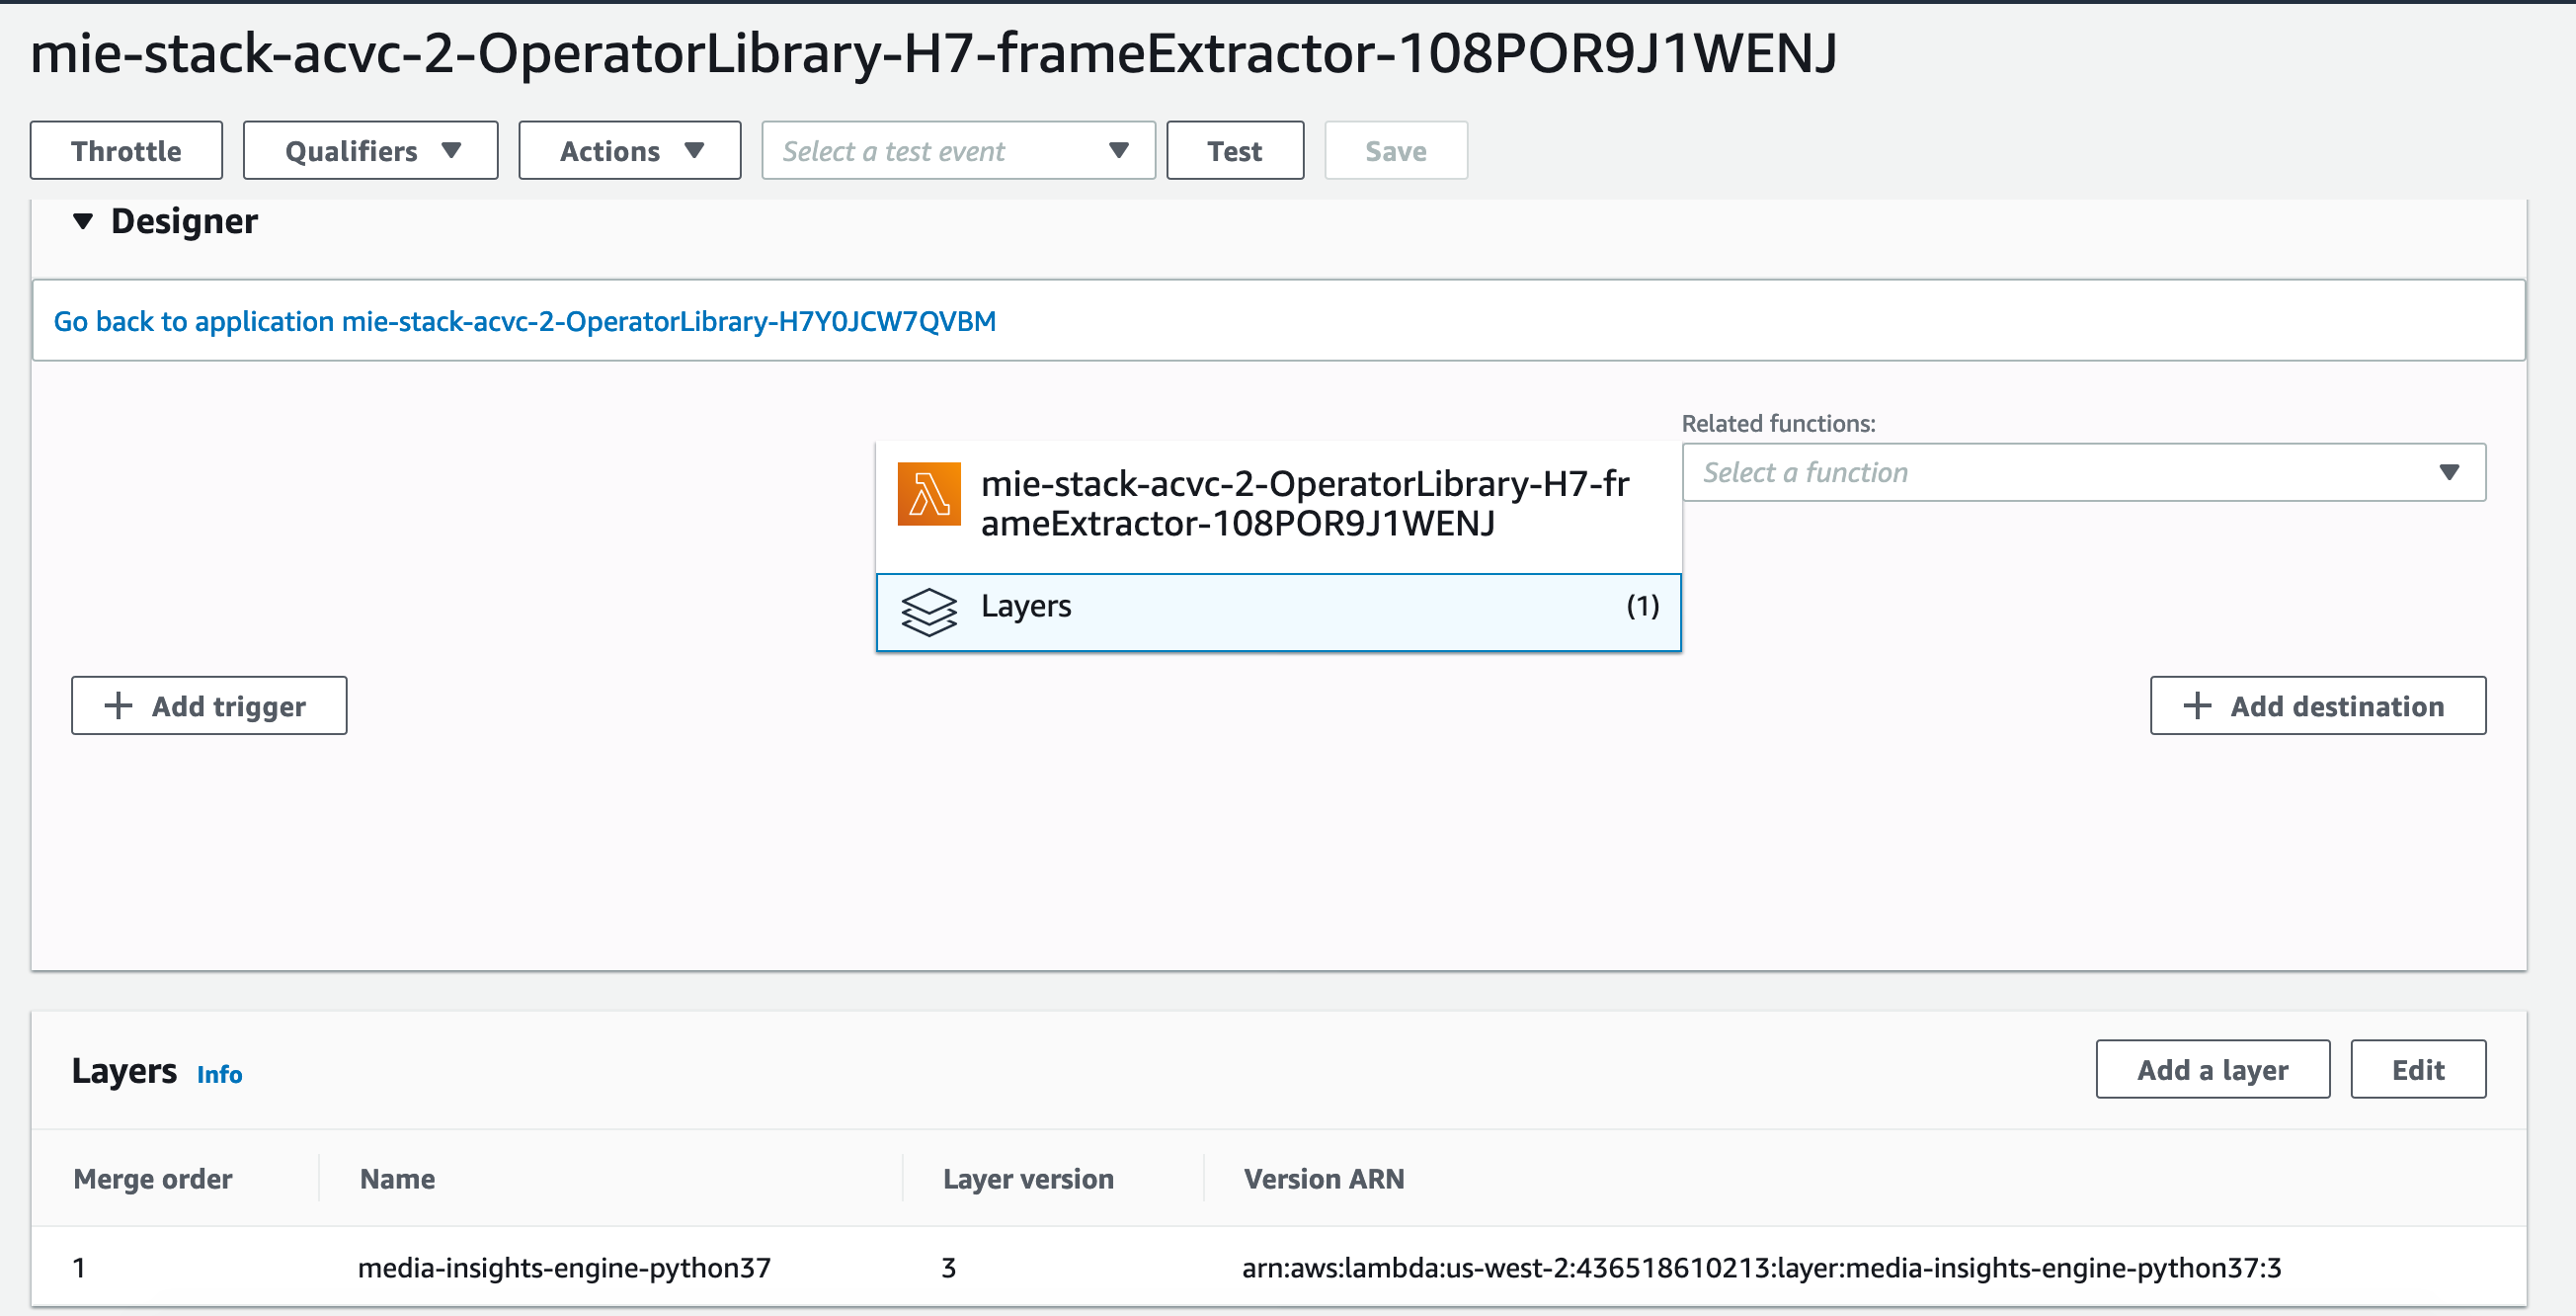 mie-stack-acvc-2-OperatorLibrary-H7-frameExtractor-108POR9J1WENJ
Throttle
Qualifiers
Actions
Select a test event
Test
Save
Designer
Go back to application mie-stack-acvc-2-OperatorLibrary-H7Y0JCW7QVBM
Related functions:
mie-stack-acvc-2-OperatorLibrary-H7-fr
ameExtractor-108POR9J1WENJ
Select a function
Layers (1)
+ Add trigger
+ Add destination
Layers Info
Add a layer
Edit
Merge order Name Layer version Version ARN
1 media-insights-engine-python37 3 arn:aws:lambda:us-west-2:436518610213:layer:media-insights-engine-python37:3